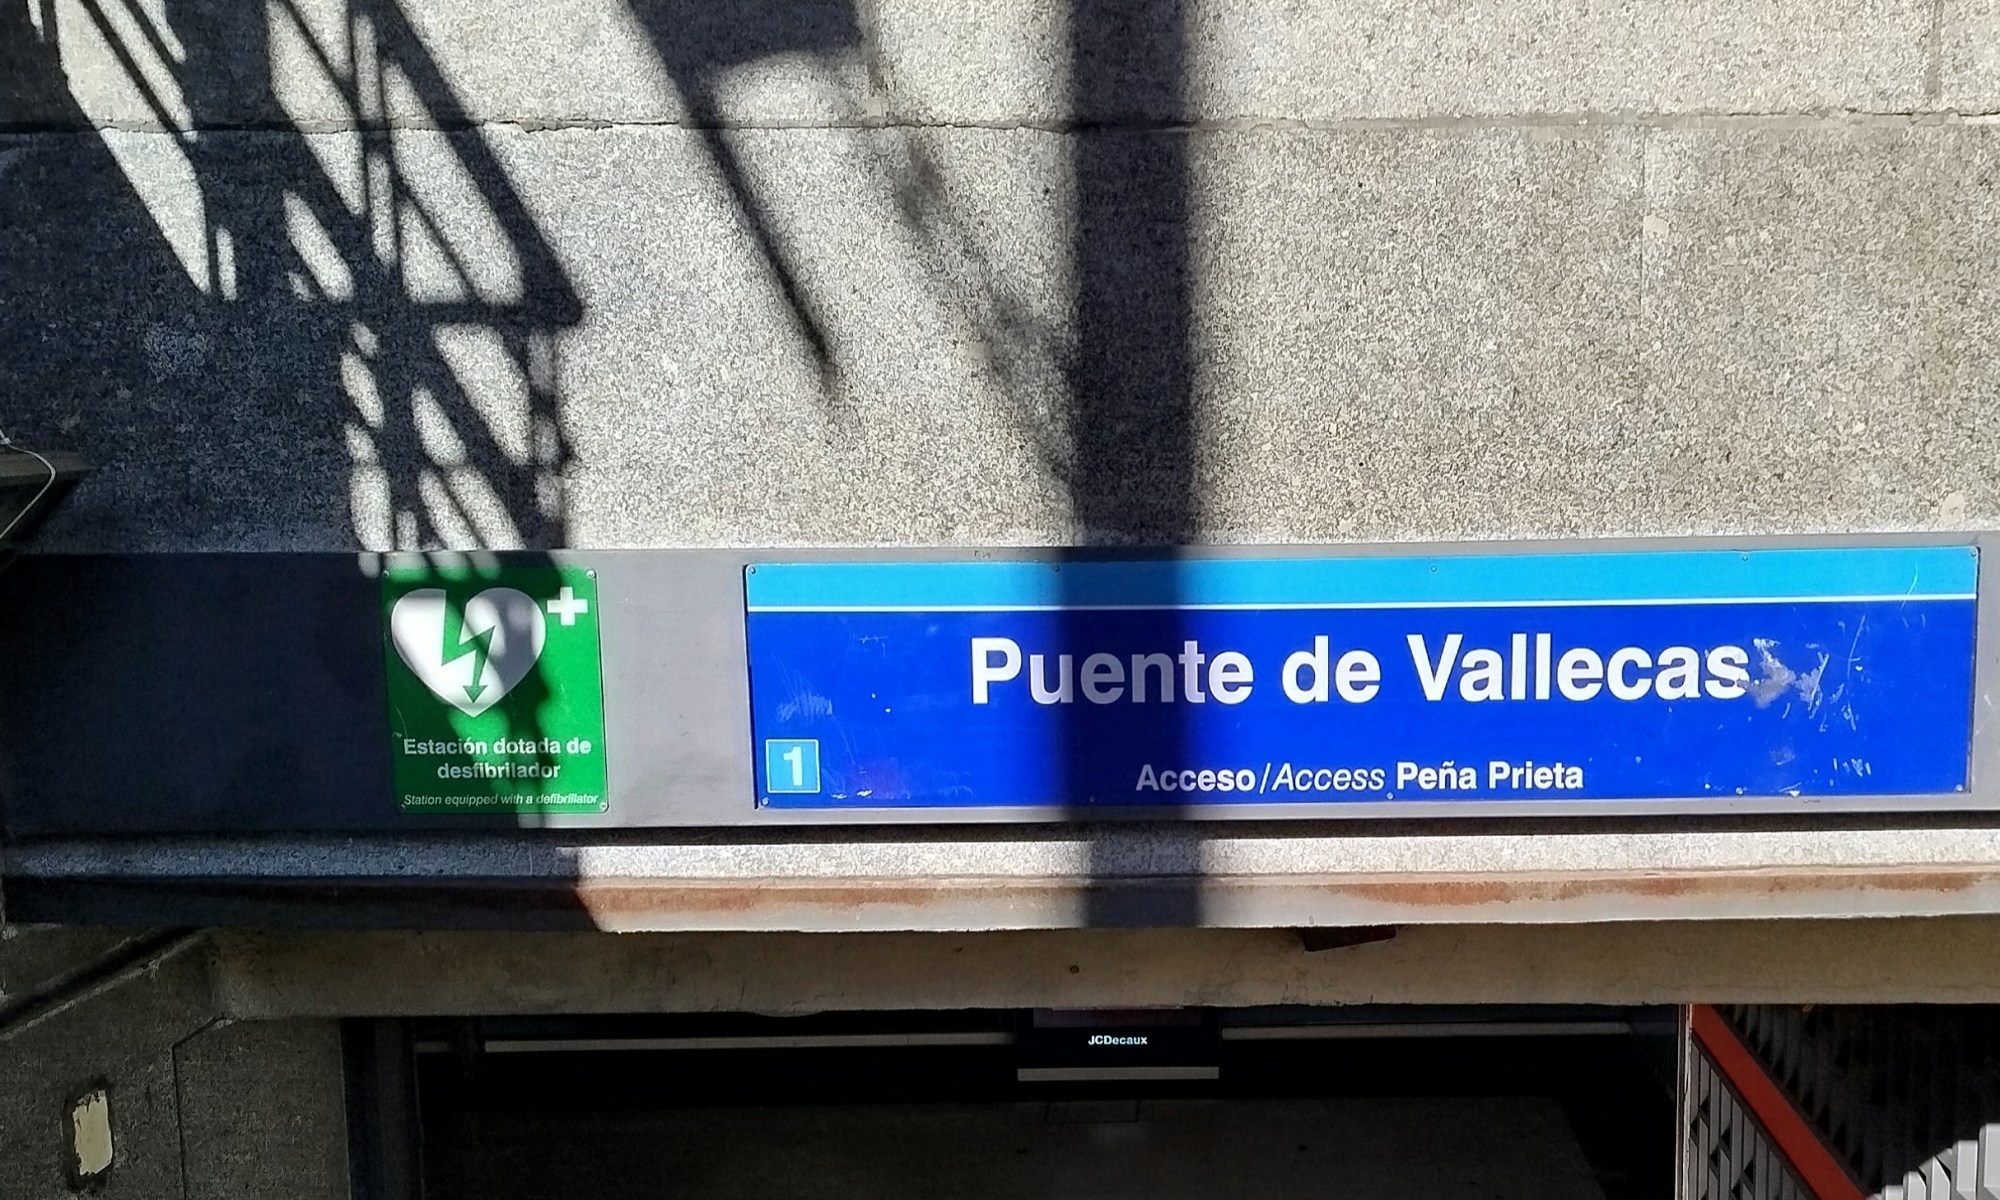 Estación dotada de
desfibrilador
Station equipped with a defibrillator
Puente de Vallecas
1
Acceso/Access Peña Prieta
JCDecaux